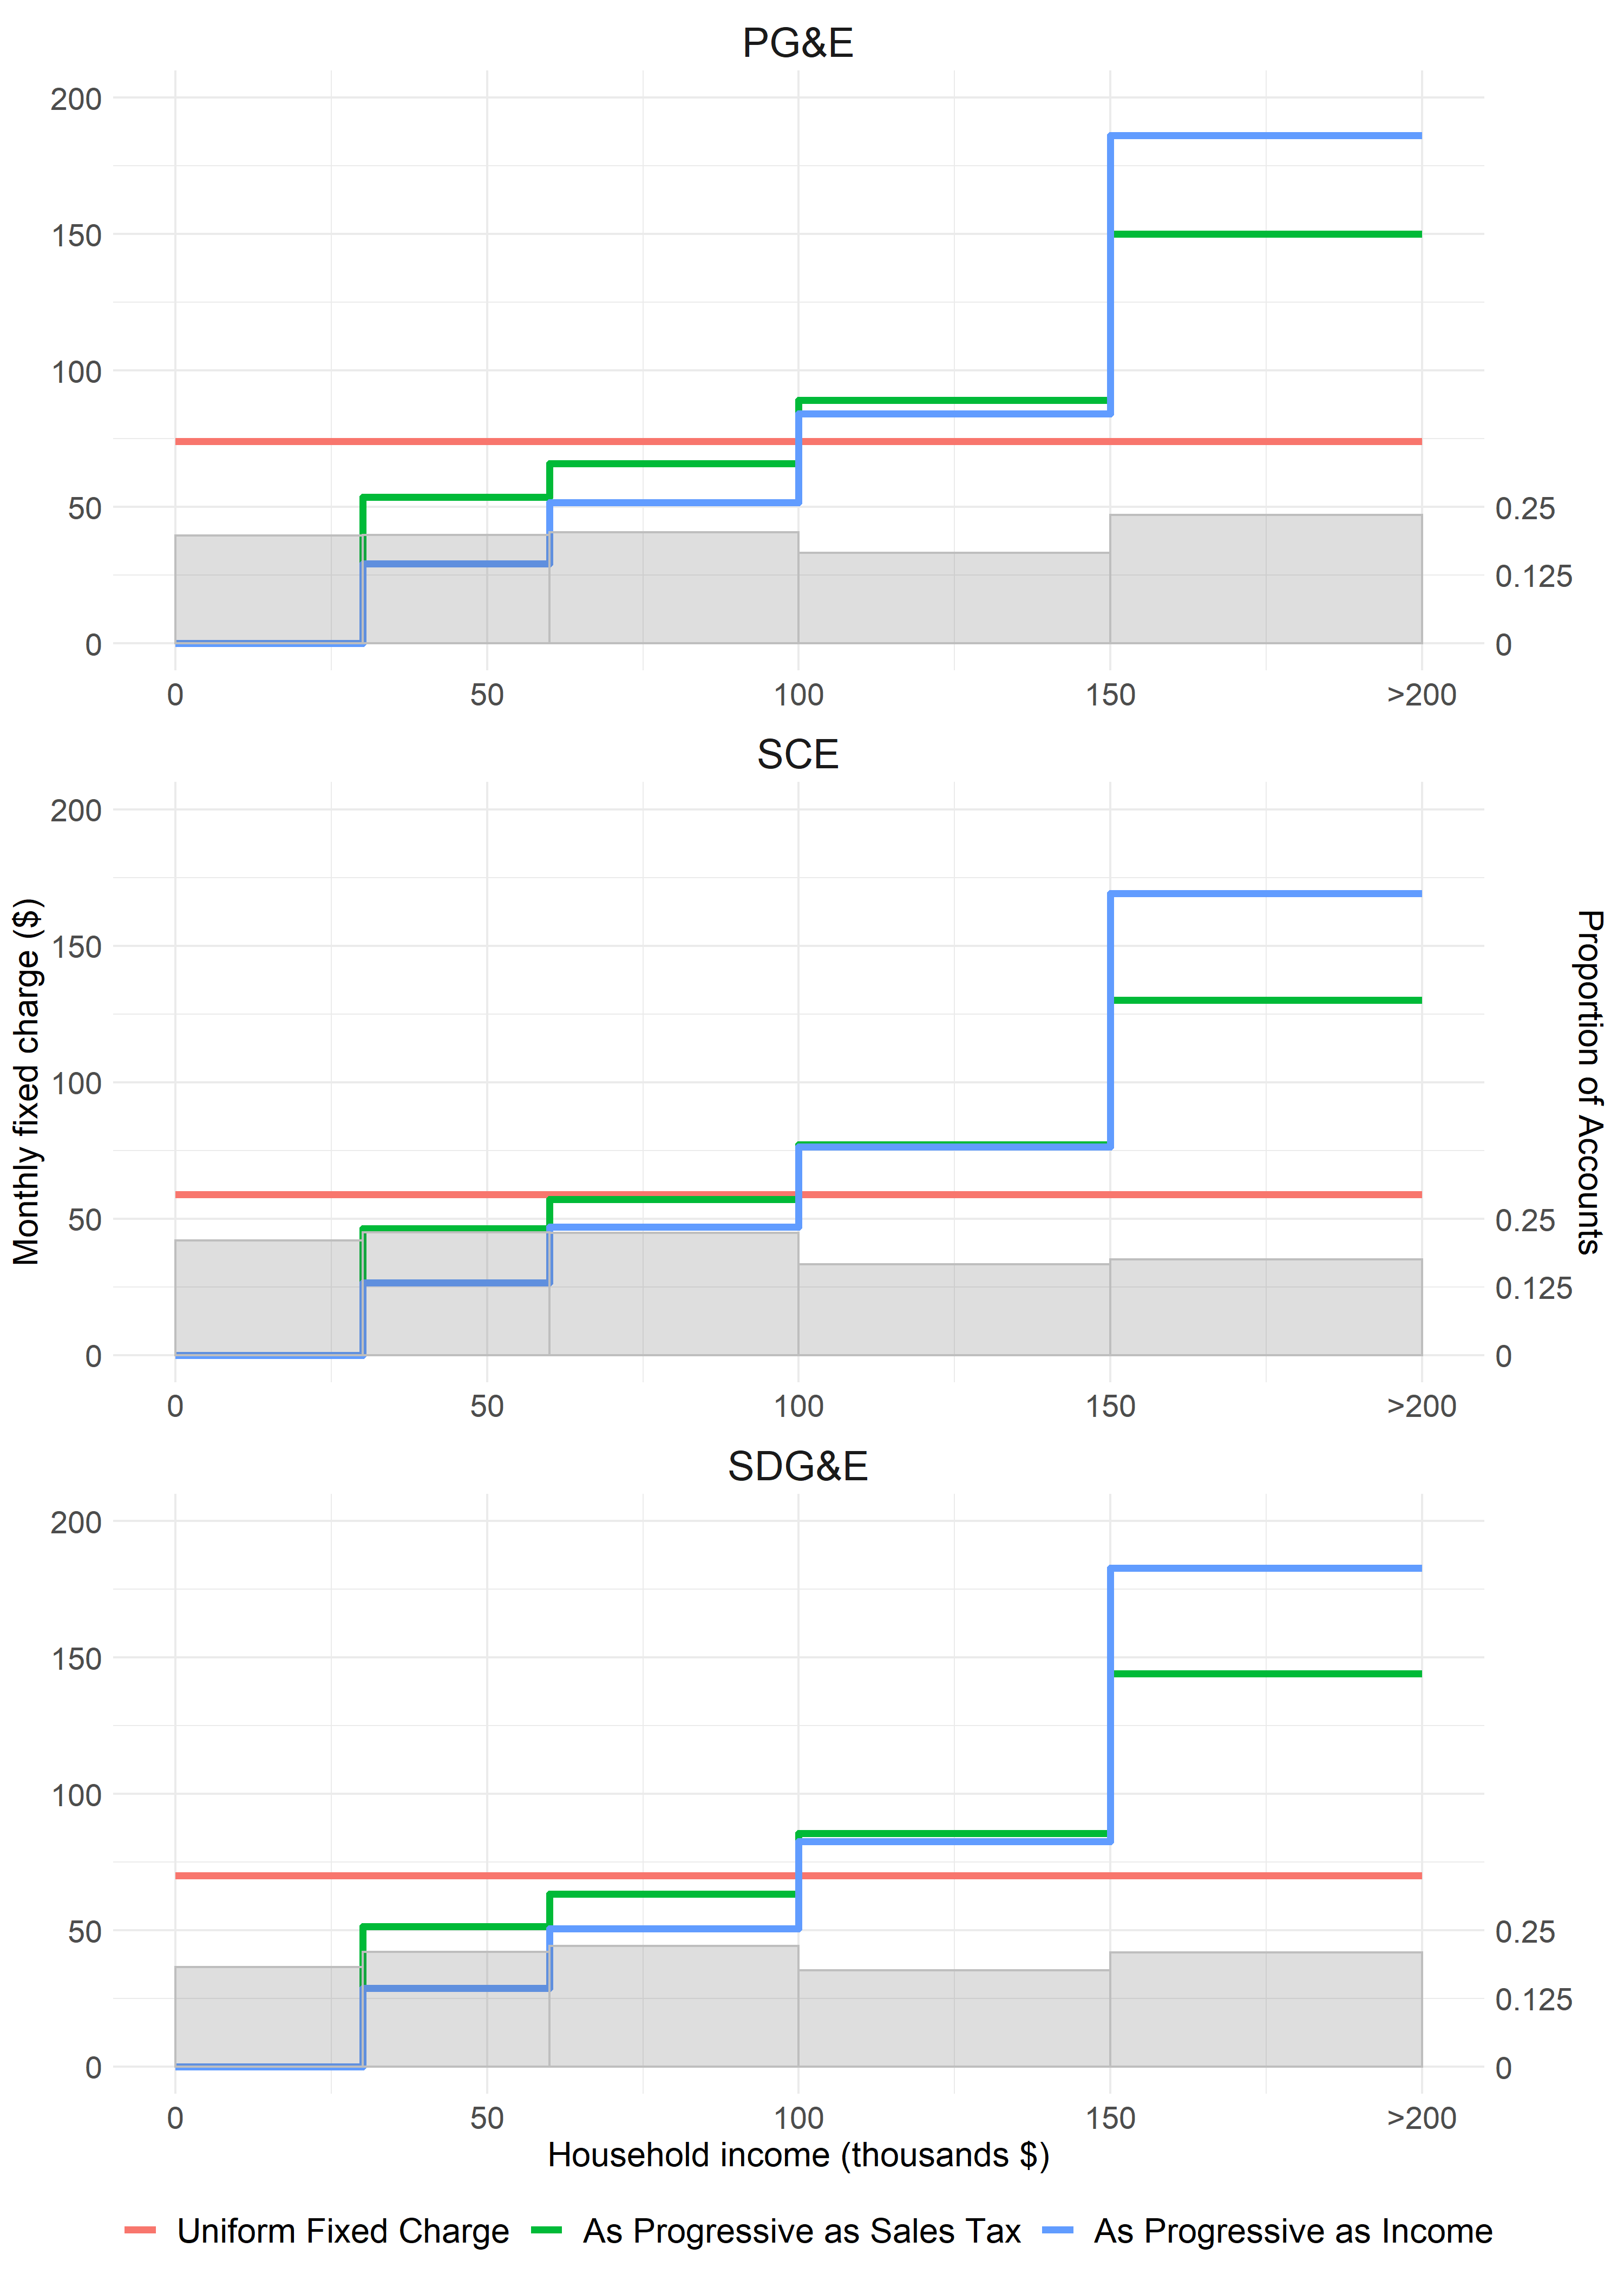 PG&E
200
150
100
50
0
0.25
0.125
0
0 50 100 150 >200
SCE
Monthly fixed charge ($)
200
150
100
50
0
0.25
0.125
0
Proportion of Accounts
0 50 100 150 >200
SDG&E
200
150
100
50
0
0.25
0.125
0
0 50 100 150 >200
Household income (thousands $)
Uniform Fixed Charge As Progressive as Sales Tax As Progressive as Income